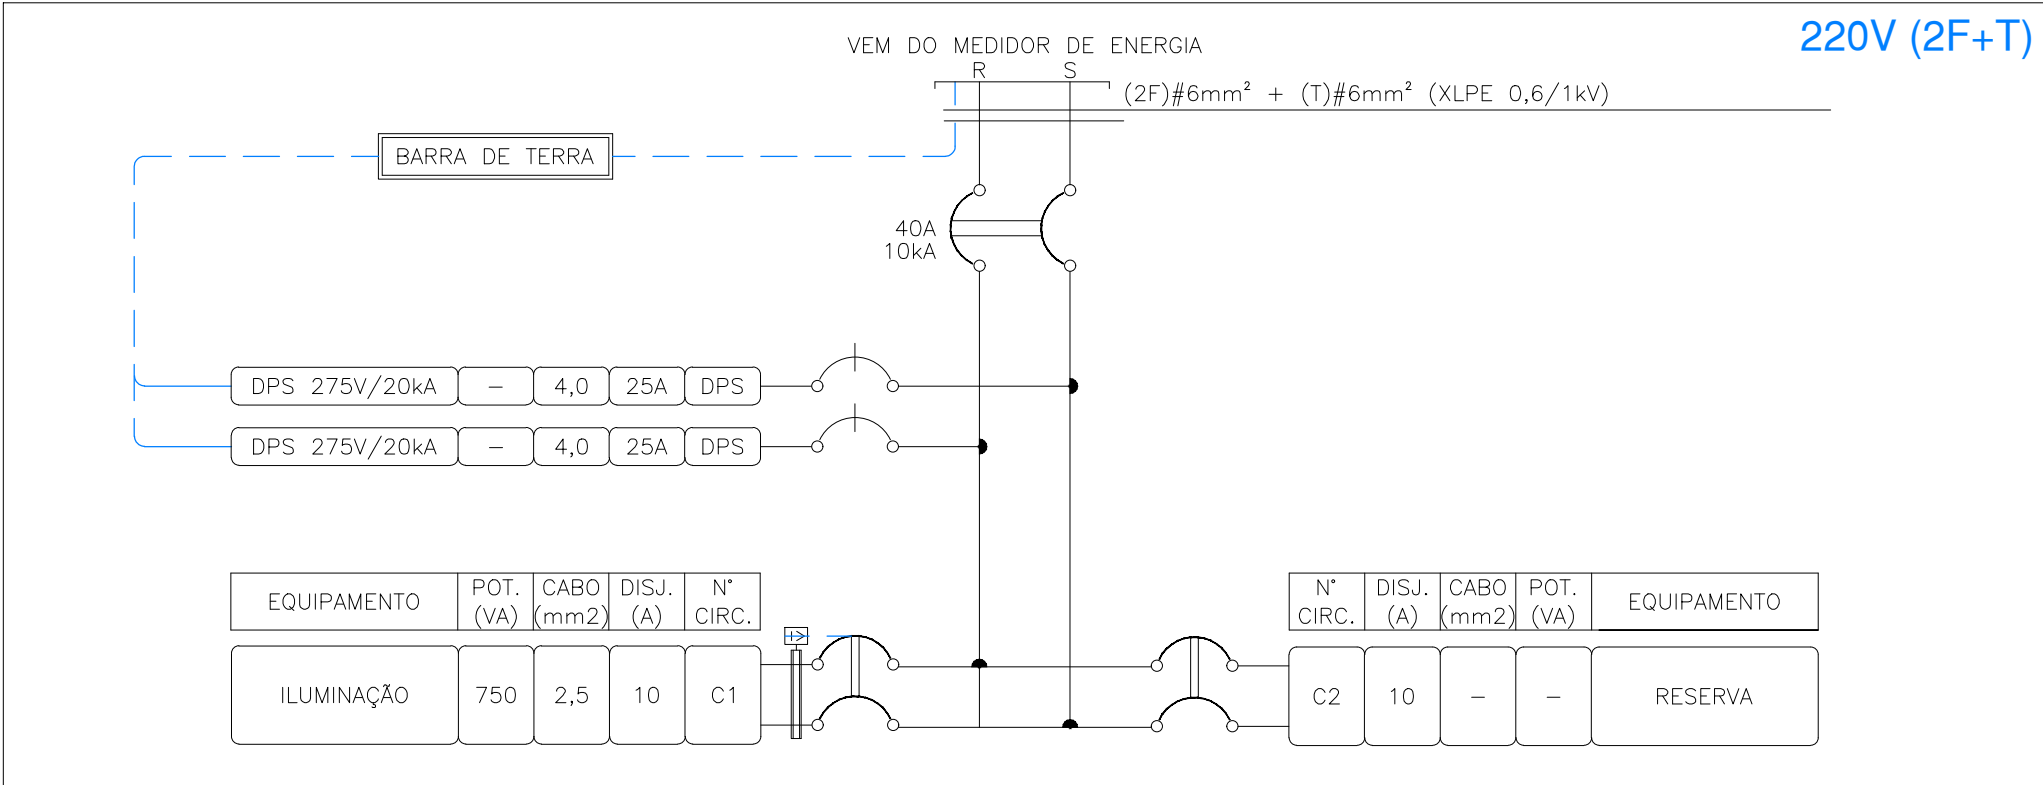 220V (2F+T)
VEM DO MEDIDOR DE ENERGIA
R S
(2F)#6mm² + (T)#6mm² (XLPE 0,6/1kV)
BARRA DE TERRA
40A
10kA
DPS 275V/20kA - 4,0 25A DPS
DPS 275V/20kA - 4,0 25A DPS
EQUIPAMENTO POT. (VA) CABO (mm2) DISJ. (A) N° CIRC.
ILUMINAÇÃO 750 2,5 10 C1
N° CIRC. DISJ. (A) CABO (mm2) POT. (VA) EQUIPAMENTO
C2 10 - - RESERVA